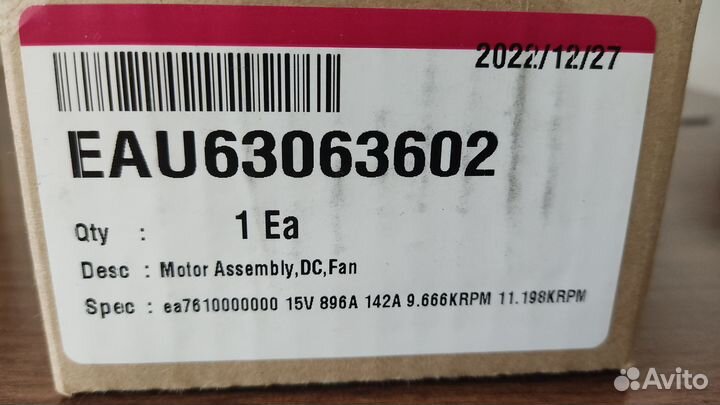 2022/12/27
EAU63063602
Qty : 1 Ea
Desc : Motor Assembly,DC,Fan
Spec : ea7610000000 15V 896A 142A 9.666KRPM 11.198KRPM
Avito